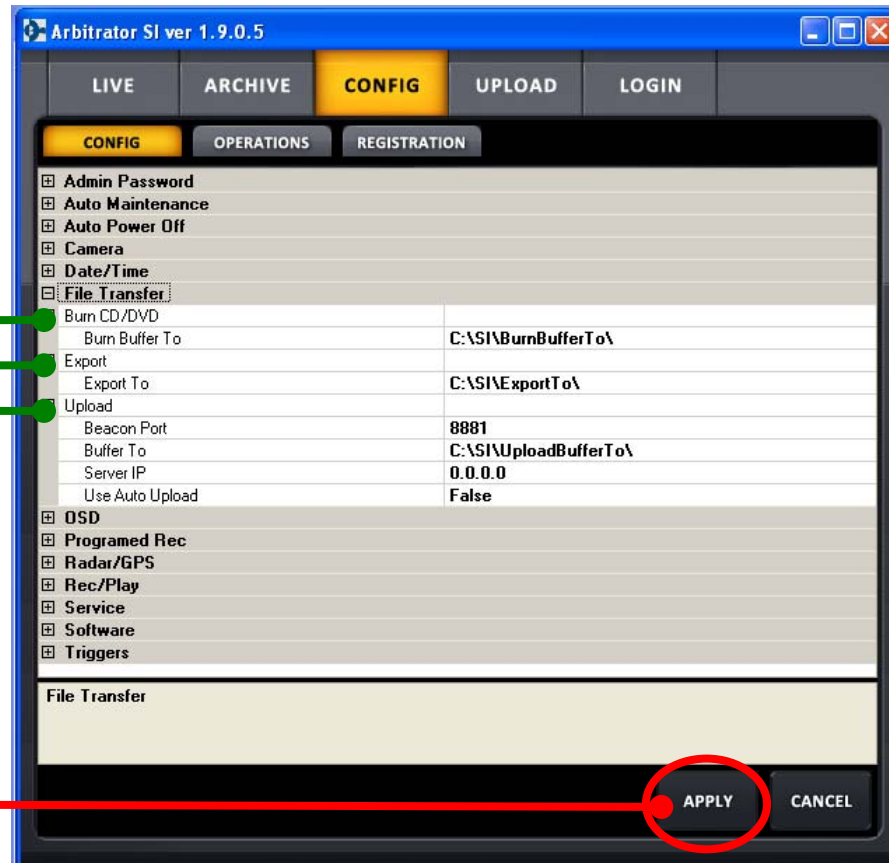 Arbitrator SI ver 1.9.0.5
LIVE ARCHIVE CONFIG UPLOAD LOGIN
CONFIG OPERATIONS REGISTRATION
Admin Password
Auto Maintenance
Auto Power Off
Camera
Date/Time
File Transfer
Burn CD/DVD
Burn Buffer To C:\SI\BurnBufferTo\
Export
Export To C:\SI\ExportTo\
Upload
Beacon Port 8881
Buffer To C:\SI\UploadBufferTo\
Server IP 0.0.0.0
Use Auto Upload False
OSD
Programed Rec
Radar/GPS
Rec/Play
Service
Software
Triggers
File Transfer
APPLY CANCEL